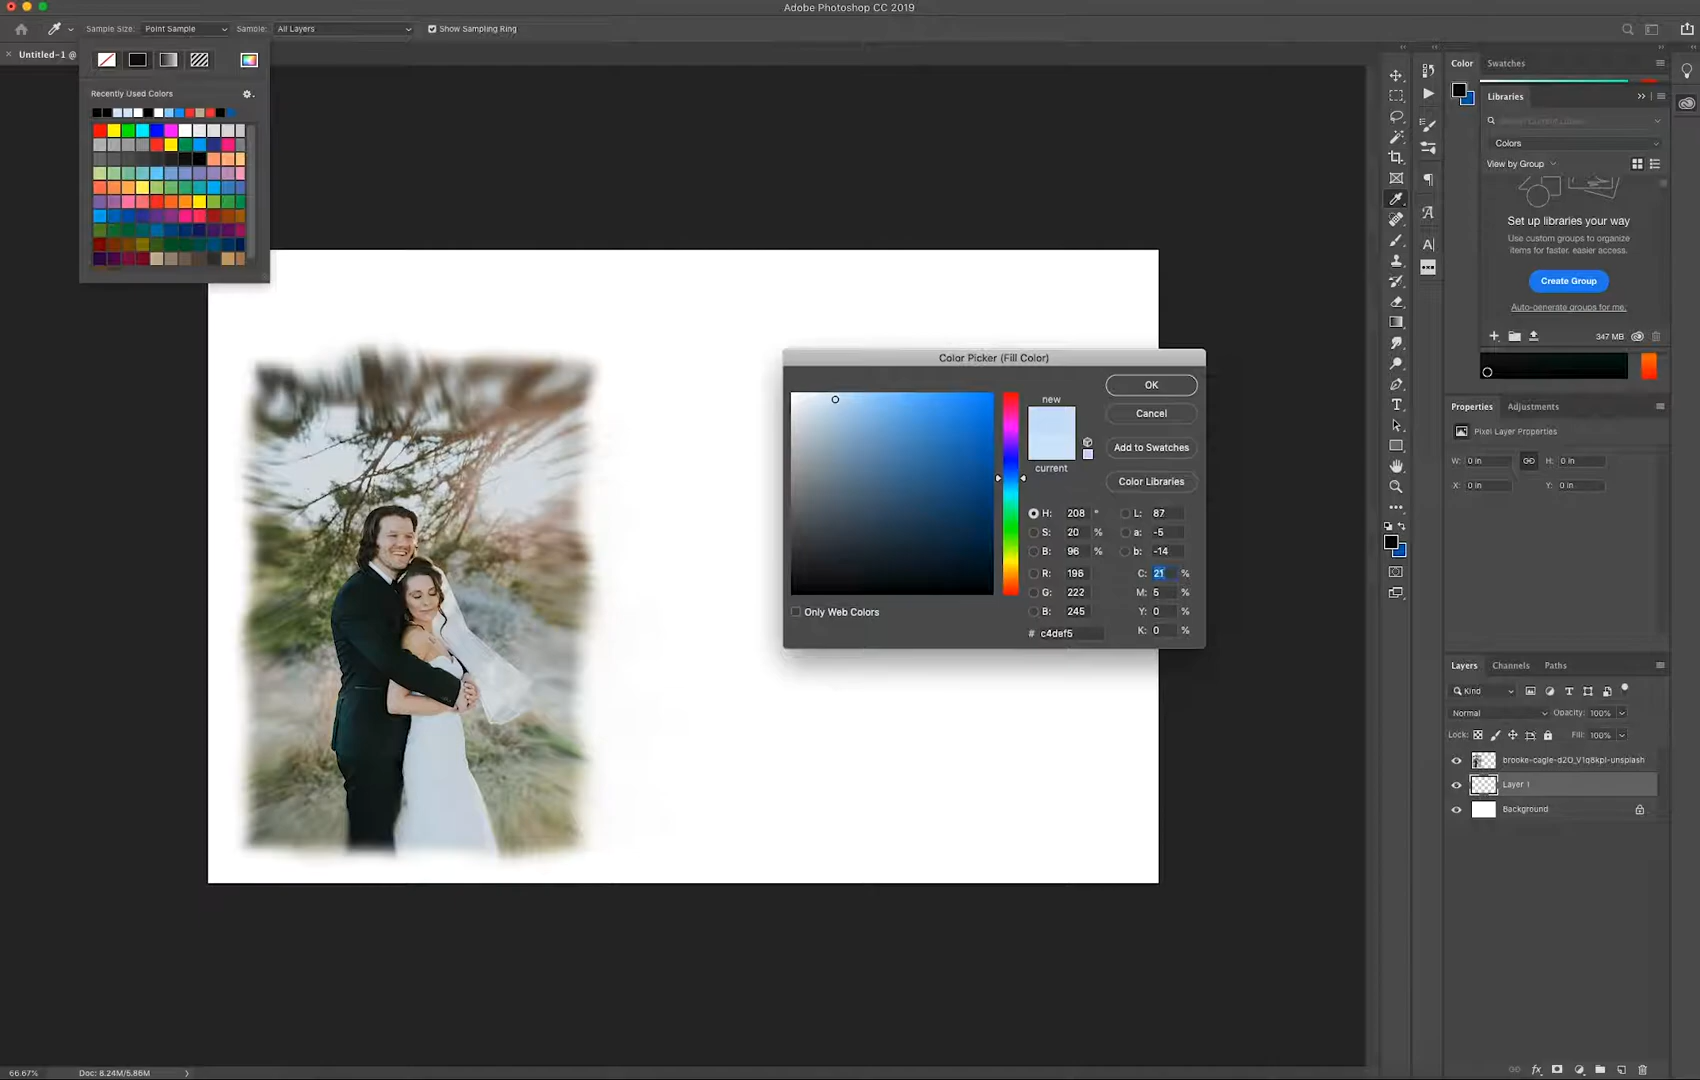 Adobe Photoshop CC 2019
Sample Size: Point Sample Sample: All Layers Show Sampling Ring
Untitled-1 @
Recently Used Colors
Color Picker (Fill Color)
new
current
OK
Cancel
Add to Swatches
Color Libraries
H: 208 °
S: 20 %
B: 96 %
R: 196
G: 222
B: 245
# c4def5
L: 87
a: -5
b: -14
C: 21 %
M: 5 %
Y: 0 %
K: 0 %
Only Web Colors
Color Swatches
Libraries
Colors
View by Group
Set up libraries your way
Use custom groups to organize
items for faster, easier access.
Create Group
Auto-generate groups for me.
347 MB
Properties Adjustments
Pixel Layer Properties
W: 0 in H: 0 in
X: 0 in Y: 0 in
Layers Channels Paths
Kind
Normal Opacity: 100%
Lock: Fill: 100%
brooke-cagle-d2O_V1q8kpI-unsplash
Layer 1
Background
66.67% Doc: 8.24M/5.86M